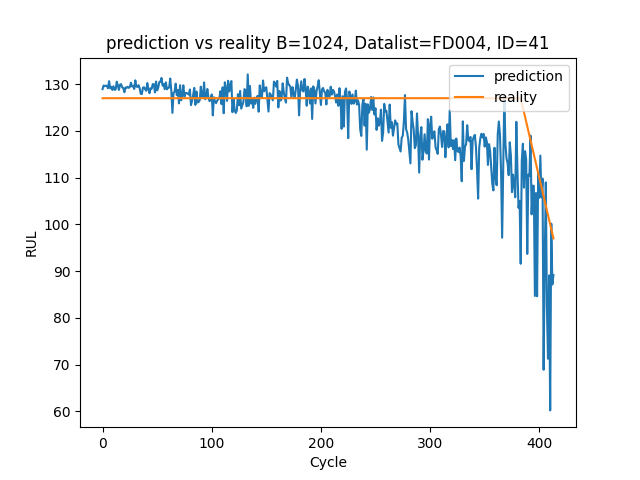 prediction vs reality B=1024, Datalist=FD004, ID=41
prediction
reality
RUL
130
120
110
100
90
80
70
60
0 100 200 300 400
Cycle